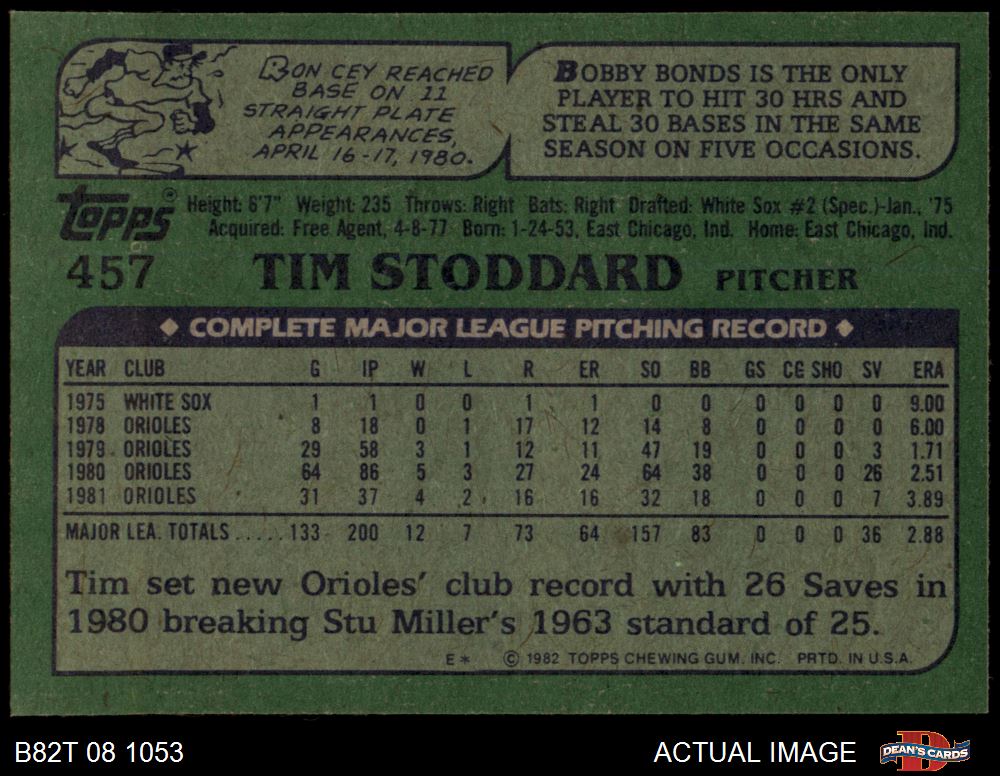 RON CEY REACHED
BASE ON 11
STRAIGHT PLATE
APPEARANCES,
APRIL 16-17, 1980.
BOBBY BONDS IS THE ONLY
PLAYER TO HIT 30 HRS AND
STEAL 30 BASES IN THE SAME
SEASON ON FIVE OCCASIONS.
Topps® Height: 6'7" Weight: 235 Throws: Right Bats: Right Drafted: White Sox #2 (Spec.)-Jan., '75
Acquired: Free Agent, 4-8-77 Born: 1-24-53, East Chicago, Ind. Home: East Chicago, Ind.
457 TIM STODDARD PITCHER
◆ COMPLETE MAJOR LEAGUE PITCHING RECORD ◆
YEAR CLUB G IP W L R ER SO BB GS CG SHO SV ERA
1975 WHITE SOX 1 1 0 0 1 1 0 0 0 0 0 0 9.00
1978 ORIOLES 8 18 0 1 17 12 14 8 0 0 0 0 6.00
1979 ORIOLES 29 58 3 1 12 11 47 19 0 0 0 3 1.71
1980 ORIOLES 64 86 5 3 27 24 64 38 0 0 0 26 2.51
1981 ORIOLES 31 37 4 2 16 16 32 18 0 0 0 7 3.89
MAJOR LEA. TOTALS ..... 133 200 12 7 73 64 157 83 0 0 0 36 2.88
Tim set new Orioles' club record with 26 Saves in
1980 breaking Stu Miller's 1963 standard of 25.
E* © 1982 TOPPS CHEWING GUM, INC. PRTD. IN U.S.A.
B82T 08 1053 ACTUAL IMAGE D DEAN'S CARDS